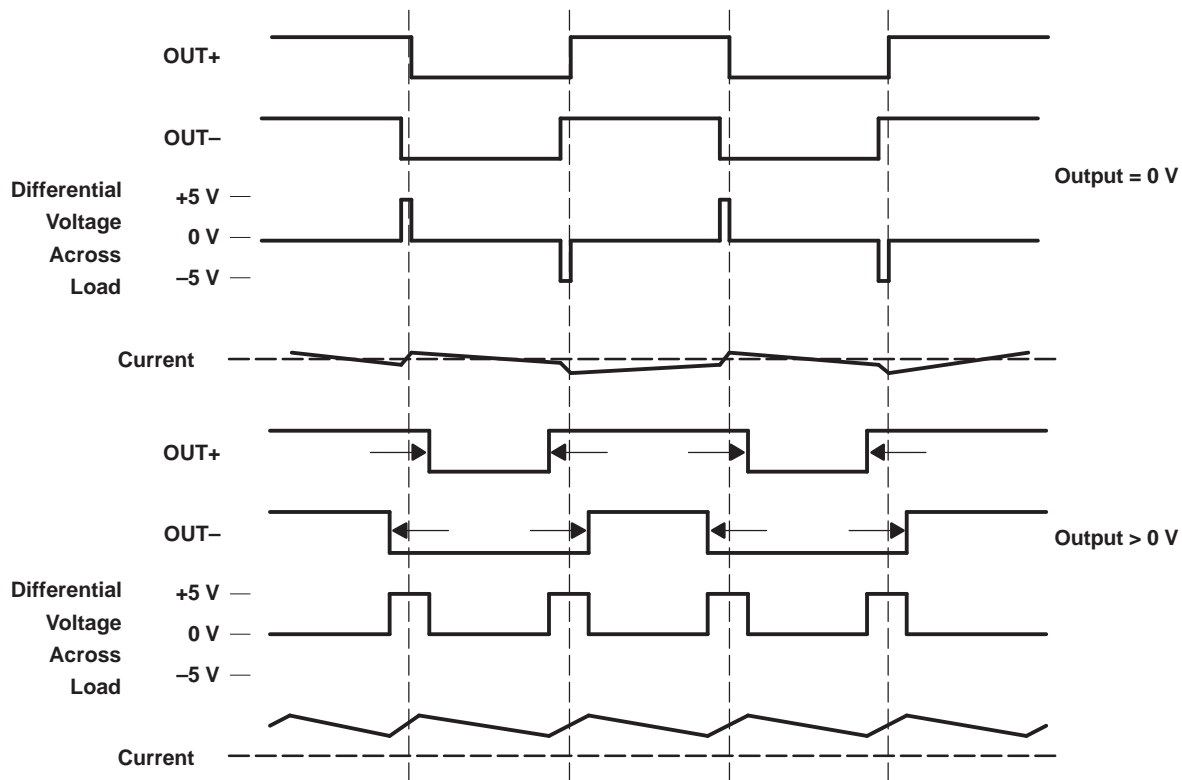 OUT+
OUT–
Output = 0 V
Differential
Voltage
Across
Load
+5 V
0 V
–5 V
Current
OUT+
OUT–
Output > 0 V
Differential
Voltage
Across
Load
+5 V
0 V
–5 V
Current